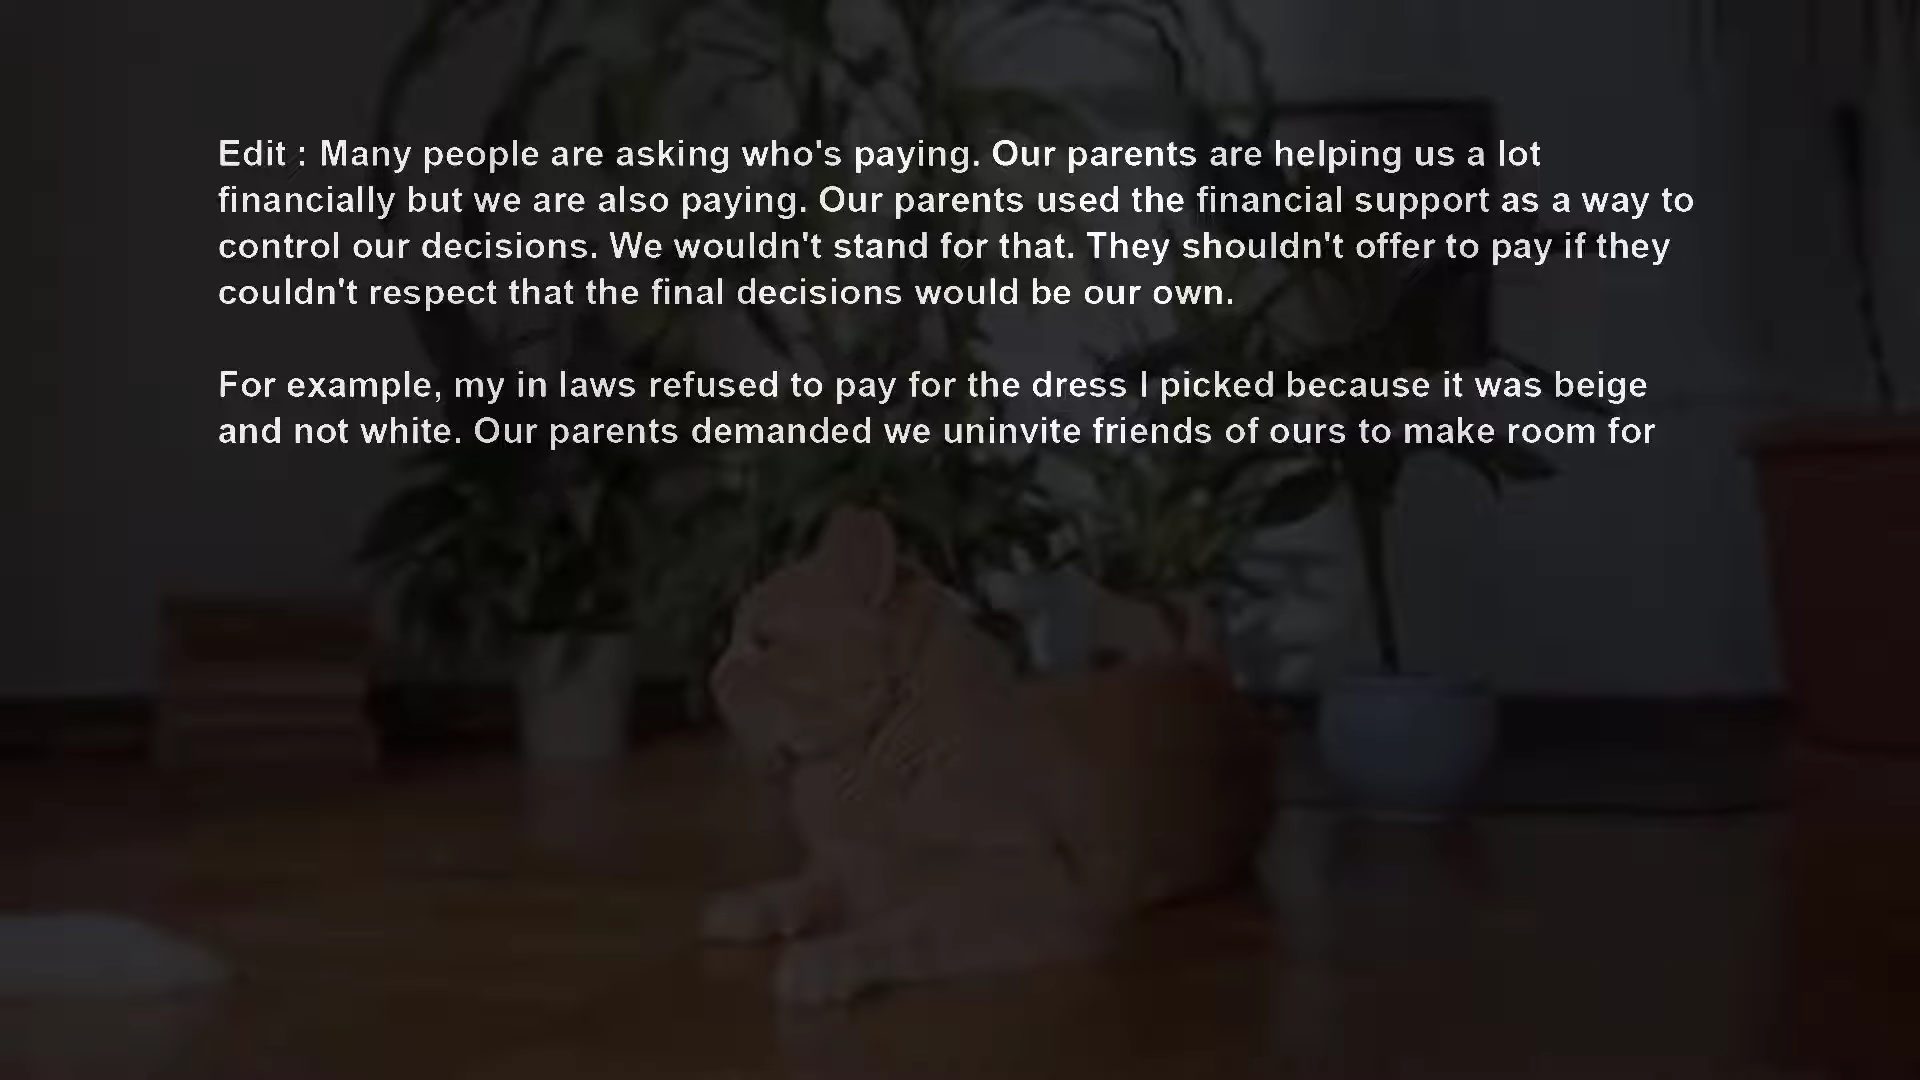 Edit : Many people are asking who's paying. Our parents are helping us a lot
financially but we are also paying. Our parents used the financial support as a way to
control our decisions. We wouldn't stand for that. They shouldn't offer to pay if they
couldn't respect that the final decisions would be our own.
For example, my in laws refused to pay for the dress I picked because it was beige
and not white. Our parents demanded we uninvite friends of ours to make room for